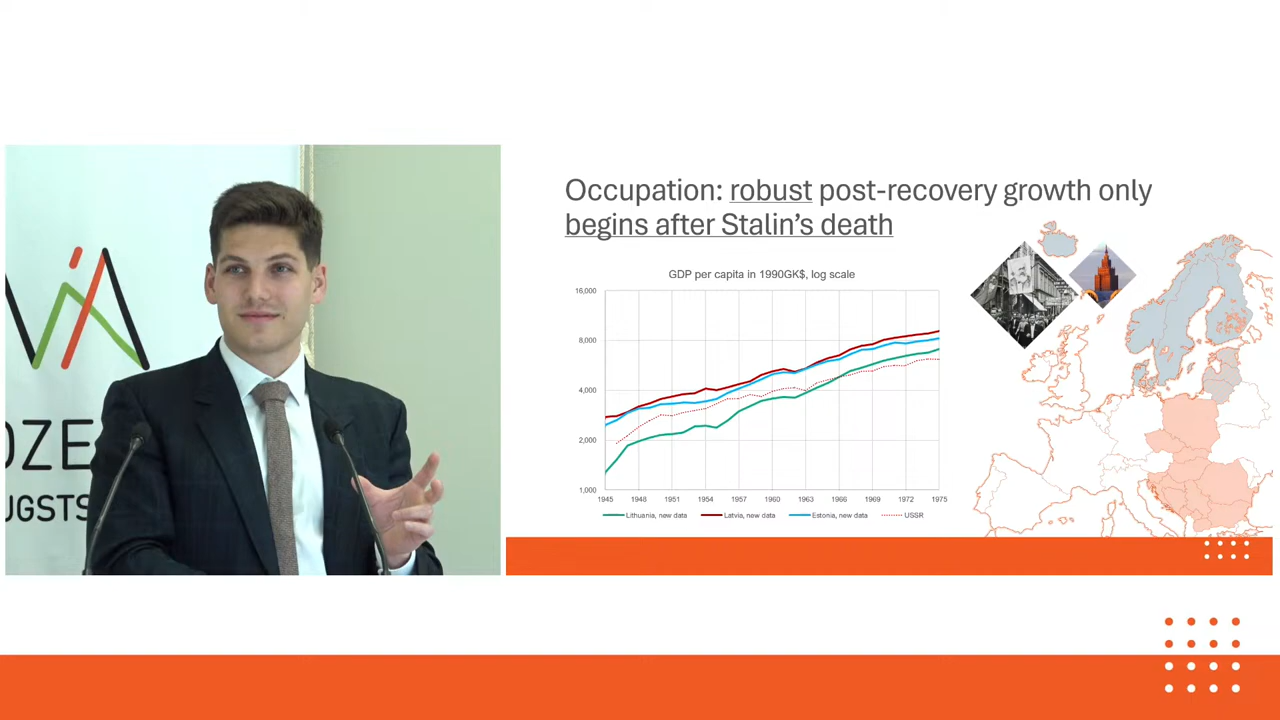 OZE
UGSTS
Occupation: robust post-recovery growth only
begins after Stalin's death
GDP per capita in 1990GK$, log scale
16,000
8,000
4,000
2,000
1,000
1945 1948 1951 1954 1957 1960 1963 1966 1969 1972 1975
Lithuania, new data Latvia, new data Estonia, new data USSR